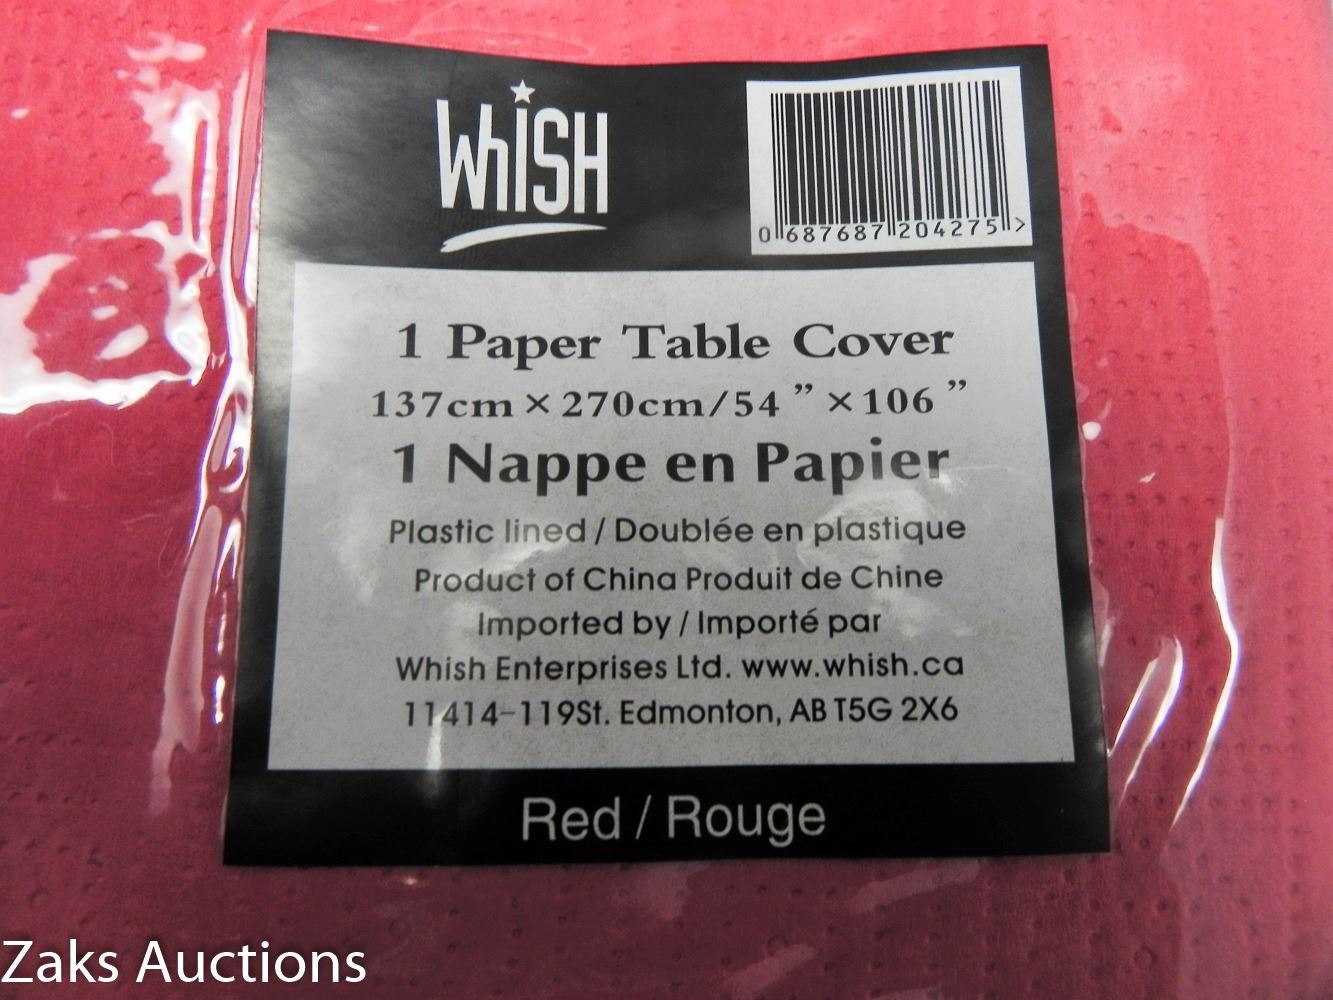 WhiSH
0 687687 204275 >
1 Paper Table Cover
137cm × 270cm/54 ” × 106 ”
1 Nappe en Papier
Plastic lined / Doublée en plastique
Product of China Produit de Chine
Imported by / Importé par
Whish Enterprises Ltd. www.whish.ca
11414-119St. Edmonton, AB T5G 2X6
Red / Rouge
Zaks Auctions